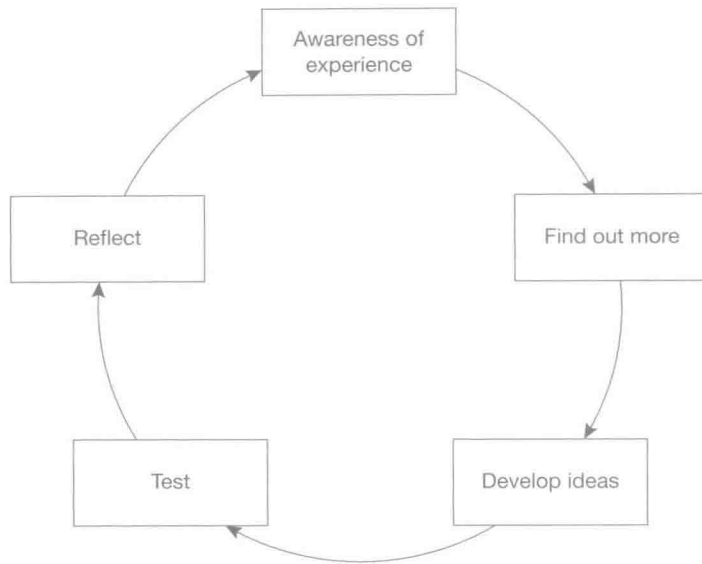 Awareness of
experience
Find out more
Develop ideas
Test
Reflect